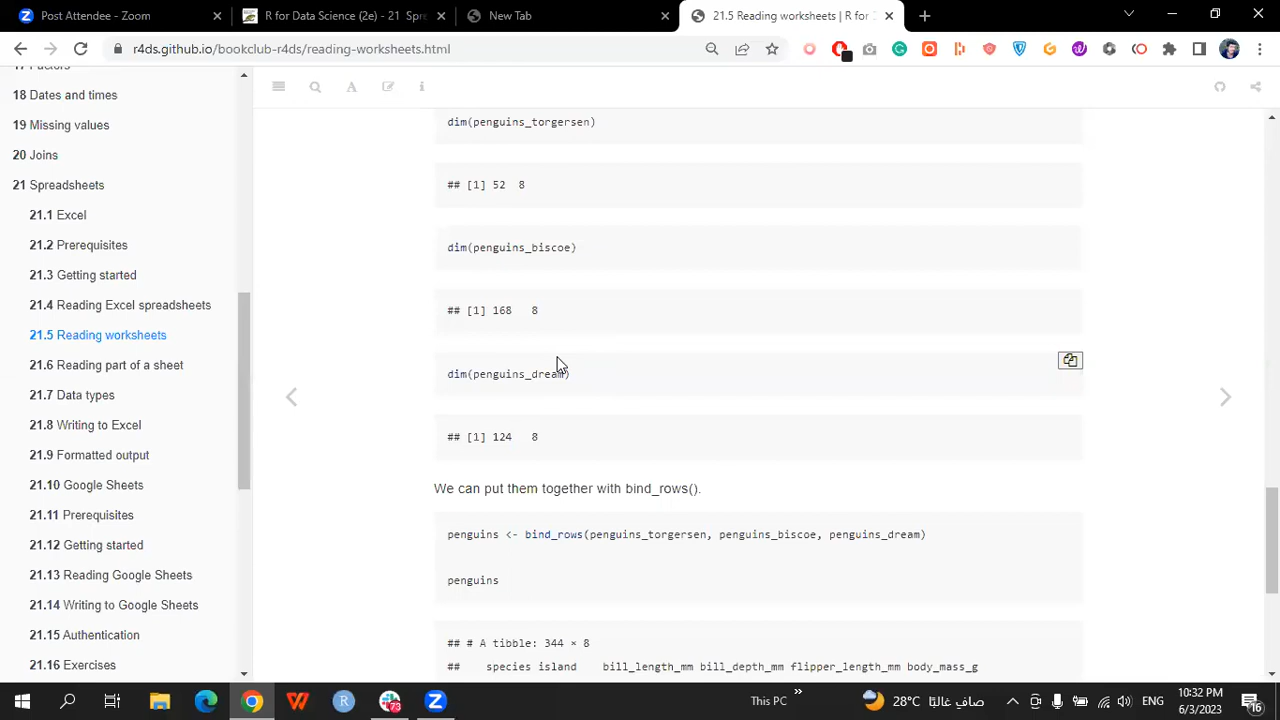 Post Attendee - Zoom
R for Data Science (2e) - 21 Spre
New Tab
21.5 Reading worksheets | R for 2
r4ds.github.io/bookclub-r4ds/reading-worksheets.html
17 Factors
18 Dates and times
19 Missing values
20 Joins
21 Spreadsheets
21.1 Excel
21.2 Prerequisites
21.3 Getting started
21.4 Reading Excel spreadsheets
21.5 Reading worksheets
21.6 Reading part of a sheet
21.7 Data types
21.8 Writing to Excel
21.9 Formatted output
21.10 Google Sheets
21.11 Prerequisites
21.12 Getting started
21.13 Reading Google Sheets
21.14 Writing to Google Sheets
21.15 Authentication
21.16 Exercises
dim(penguins_torgersen)
## [1] 52 8
dim(penguins_biscoe)
## [1] 168 8
dim(penguins_dream)
## [1] 124 8
We can put them together with bind_rows().
penguins <- bind_rows(penguins_torgersen, penguins_biscoe, penguins_dream)
penguins
## # A tibble: 344 × 8
## species island bill_length_mm bill_depth_mm flipper_length_mm body_mass_g
This PC
28°C صافٍ غالبًا
ENG
10:32 PM
6/3/2023
73
16